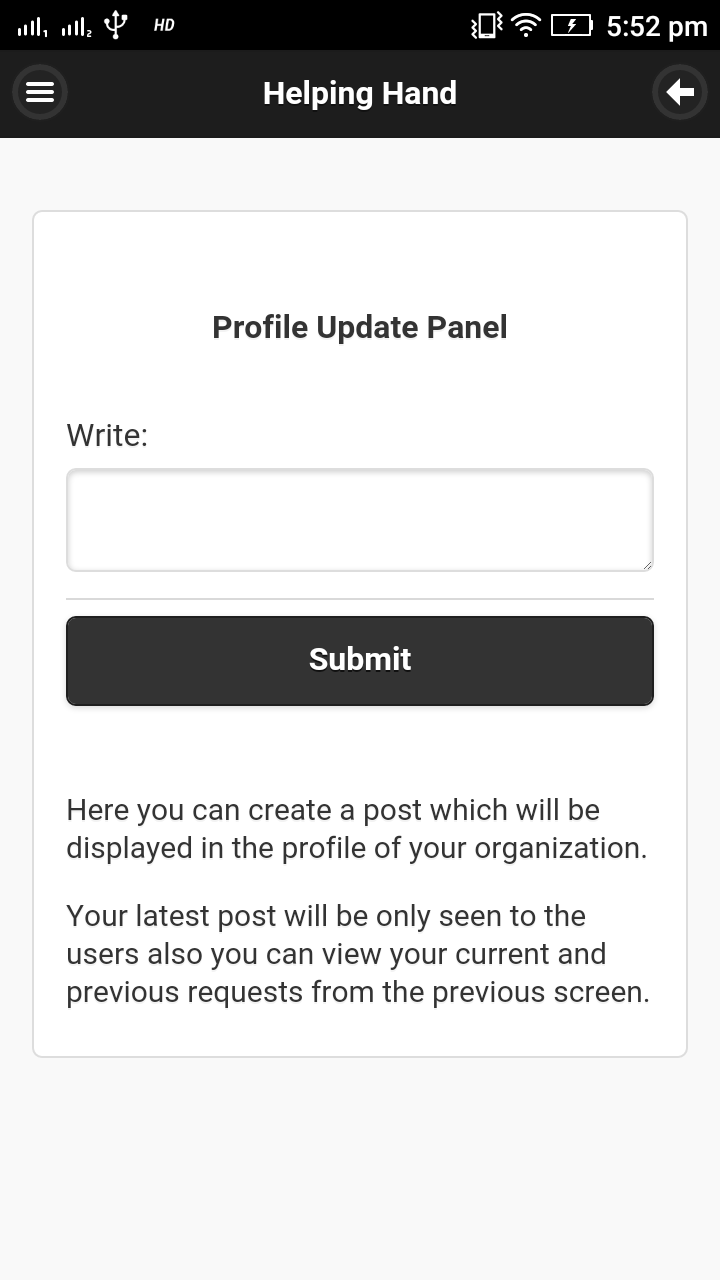 HD 5:52 pm
Helping Hand
Profile Update Panel
Write:
Submit
Here you can create a post which will be
displayed in the profile of your organization.
Your latest post will be only seen to the
users also you can view your current and
previous requests from the previous screen.